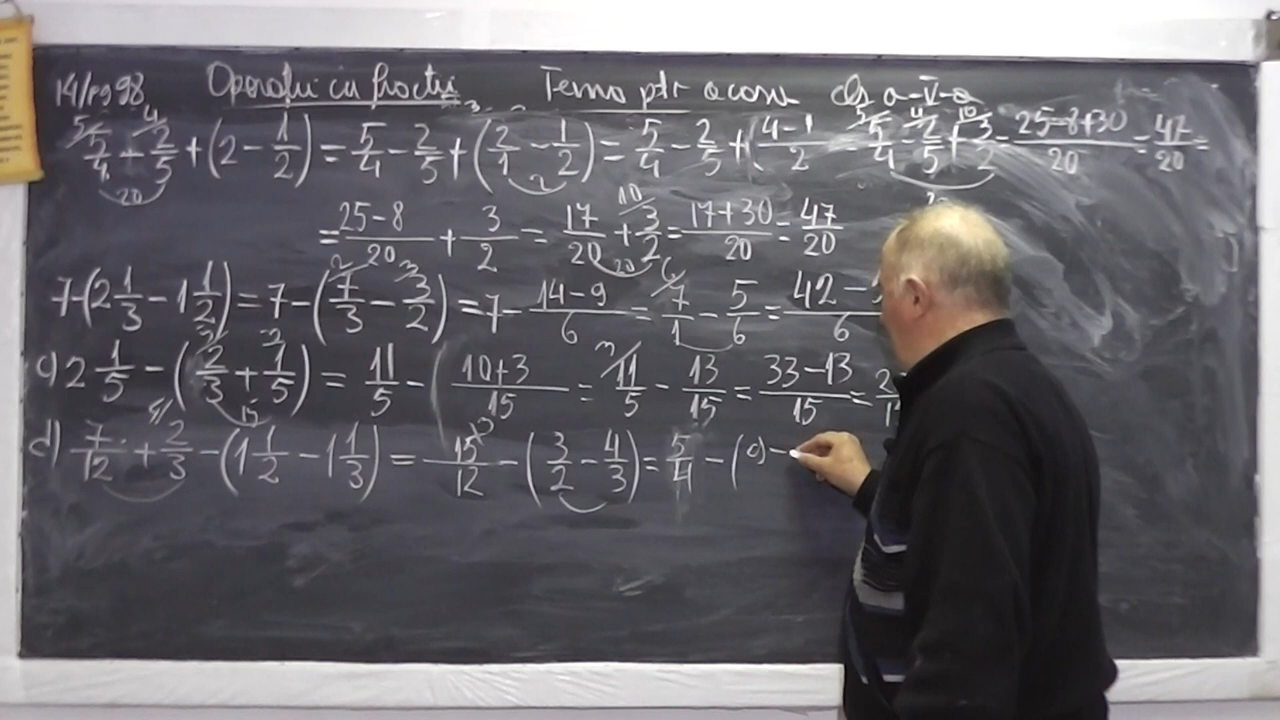 14/pg 98 Operații cu fracții Temă ptr acasă cls a-V-a
5/4 + 2/5 + (2 - 1/2) = 5/4 - 2/5 + (2/1 - 1/2) = 5/4 - 2/5 + (4-1/2 = 5/4 - 2/5 + 3/2 = 25-8+30/20 = 47/20 =
= 25-8/20 + 3/2 = 17/20 + 3/2 = 17+30/20 = 47/20
7-(2 1/3 - 1 1/2) = 7 - (7/3 - 3/2) = 7 - 14-9/6 = 7/1 - 5/6 = 42-/6
c) 2 1/5 - (2/3 + 1/5) = 11/5 - ( 10+3/15 = 11/5 - 13/15 = 33-13/15 =
d) 7/12 + 2/3 - (1 1/2 - 1 1/3) = 15/12 - (3/2 - 4/3) = 5/4 - ( 9 -